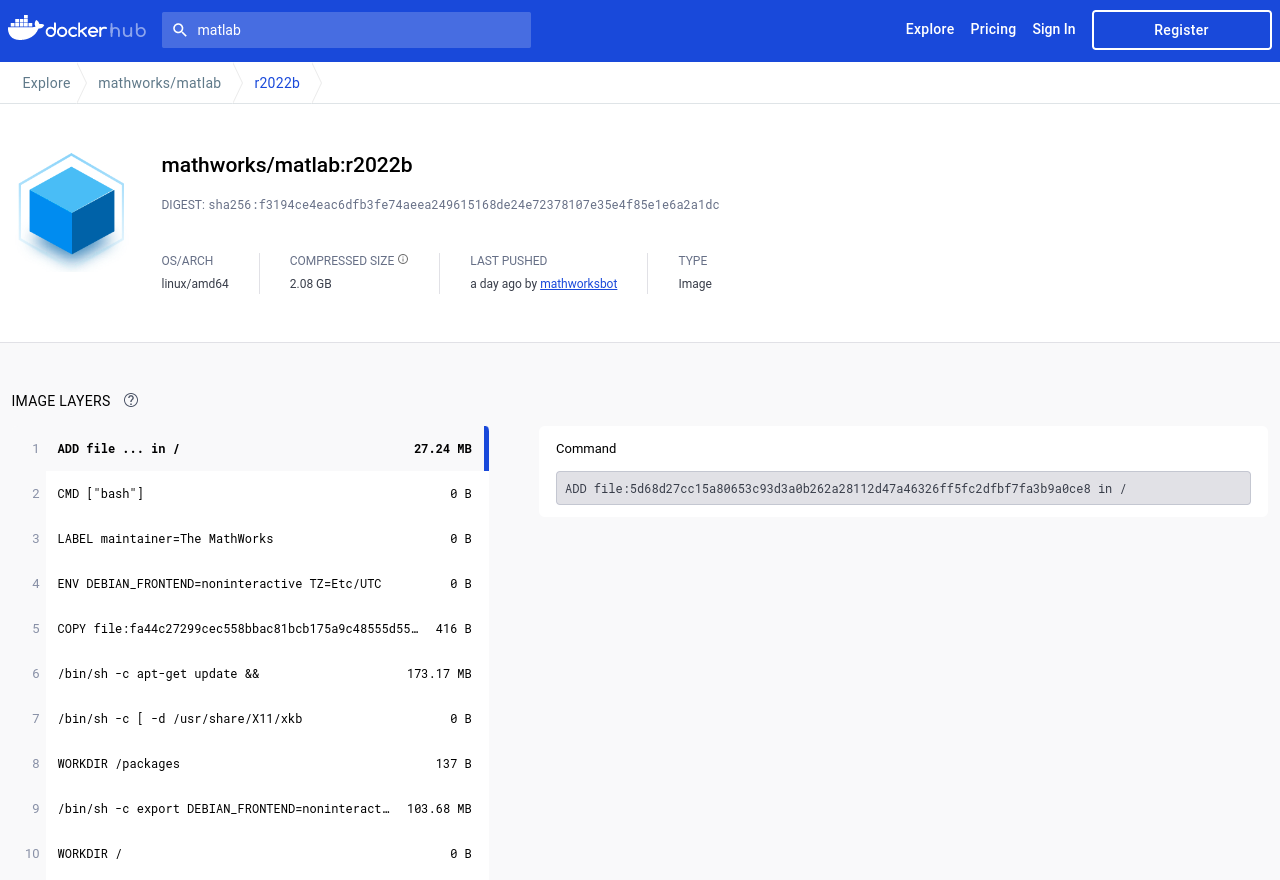 dockerhub
matlab
Explore
Pricing
Sign In
Register
Explore
mathworks/matlab
r2022b
mathworks/matlab:r2022b
DIGEST: sha256:f3194ce4eac6dfb3fe74aeea249615168de24e72378107e35e4f85e1e6a2a1dc
OS/ARCH
linux/amd64
COMPRESSED SIZE
2.08 GB
LAST PUSHED
a day ago by mathworksbot
TYPE
Image
IMAGE LAYERS
1 ADD file ... in / 27.24 MB
2 CMD ["bash"] 0 B
3 LABEL maintainer=The MathWorks 0 B
4 ENV DEBIAN_FRONTEND=noninteractive TZ=Etc/UTC 0 B
5 COPY file:fa44c27299cec558bbac81bcb175a9c48555d55… 416 B
6 /bin/sh -c apt-get update && 173.17 MB
7 /bin/sh -c [ -d /usr/share/X11/xkb 0 B
8 WORKDIR /packages 137 B
9 /bin/sh -c export DEBIAN_FRONTEND=noninteract… 103.68 MB
10 WORKDIR / 0 B
Command
ADD file:5d68d27cc15a80653c93d3a0b262a28112d47a46326ff5fc2dfbf7fa3b9a0ce8 in /